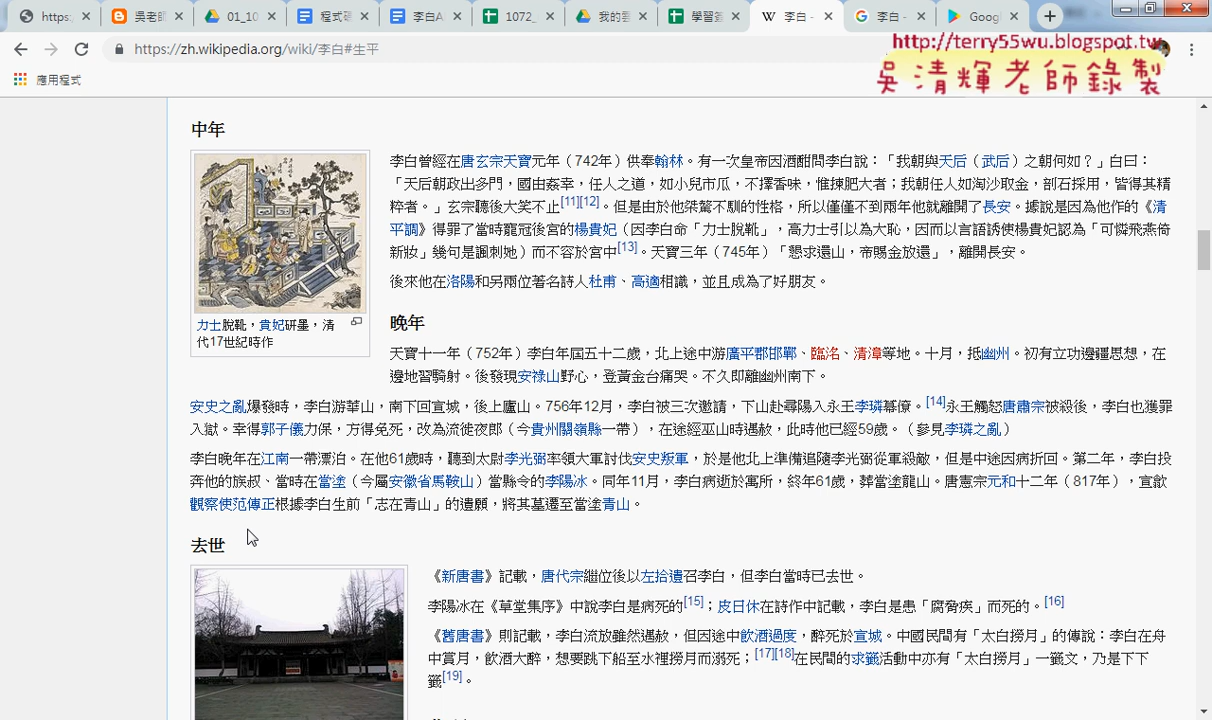 https:
吳老師
01_10
程式碼
李白A
1072_
我的雲
學習簽
李白 -
李白 -
Googl
https://zh.wikipedia.org/wiki/李白#生平
http://terry55wu.blogspot.tw
應用程式
吳清輝老師錄製
中年
李白曾經在唐玄宗天寶元年（742年）供奉翰林。有一次皇帝因酒酣問李白說：「我朝與天后（武后）之朝何如？」白曰：
「天后朝政出多門，國由姦幸，任人之道，如小兒市瓜，不擇香味，惟揀肥大者；我朝任人如淘沙取金，剖石採用，皆得其精
粹者。」玄宗聽後大笑不止[11][12]。但是由於他桀驁不馴的性格，所以僅僅不到兩年他就離開了長安。據說是因為他作的《清
平調》得罪了當時寵冠後宮的楊貴妃（因李白命「力士脫靴」，高力士引以為大恥，因而以言語誘使楊貴妃認為「可憐飛燕倚
新妝」幾句是諷刺她）而不容於宮中[13]。天寶三年（745年）「懇求還山，帝賜金放還」，離開長安。
後來他在洛陽和另兩位著名詩人杜甫、高適相識，並且成為了好朋友。
力士脫靴，貴妃研墨，清
代17世紀時作
晚年
天寶十一年（752年）李白年屆五十二歲，北上途中游廣平郡邯鄲、臨洺、清漳等地。十月，抵幽州。初有立功邊疆思想，在
邊地習騎射。後發現安祿山野心，登黃金台痛哭。不久即離幽州南下。
安史之亂爆發時，李白游華山，南下回宣城，後上廬山。756年12月，李白被三次邀請，下山赴尋陽入永王李璘幕僚。[14]永王觸怒唐肅宗被殺後，李白也獲罪
入獄。幸得郭子儀力保，方得免死，改為流徙夜郎（今貴州關嶺縣一帶），在途經巫山時遇赦，此時他已經59歲。（參見李璘之亂）
李白晚年在江南一帶漂泊。在他61歲時，聽到太尉李光弼率領大軍討伐安史叛軍，於是他北上準備追隨李光弼從軍殺敵，但是中途因病折回。第二年，李白投
奔他的族叔、當時在當塗（今屬安徽省馬鞍山）當縣令的李陽冰。同年11月，李白病逝於寓所，終年61歲，葬當塗龍山。唐憲宗元和十二年（817年），宣歙
觀察使范傳正根據李白生前「志在青山」的遺願，將其墓遷至當塗青山。
去世
《新唐書》記載，唐代宗繼位後以左拾遺召李白，但李白當時已去世。
李陽冰在《草堂集序》中說李白是病死的[15]；皮日休在詩作中記載，李白是患「腐脅疾」而死的。[16]
《舊唐書》則記載，李白流放雖然遇赦，但因途中飲酒過度，醉死於宣城。中國民間有「太白撈月」的傳說：李白在舟
中賞月，飲酒大醉，想要跳下船至水裡撈月而溺死；[17][18]在民間的求籤活動中亦有「太白撈月」一籤文，乃是下下
籤[19]。